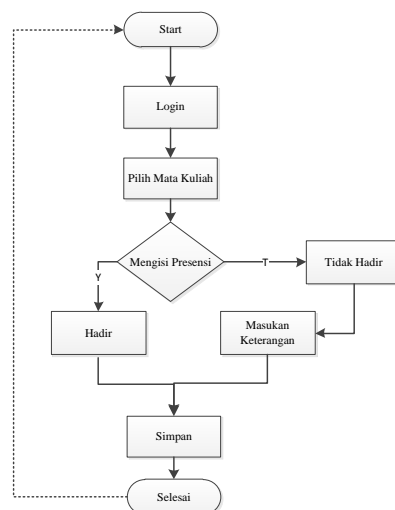 Start
Login
Pilih Mata Kuliah
Mengisi Presensi
T
Tidak Hadir
Y
Hadir
Masukan
Keterangan
Simpan
Selesai